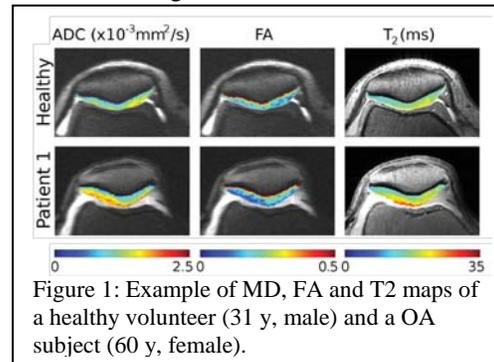 ADC (x10-³mm²/s) FA T₂(ms)
Healthy
Patient 1
0 2.5 0 0.5 0 35
Figure 1: Example of MD, FA and T2 maps of
a healthy volunteer (31 y, male) and a OA
subject (60 y, female).